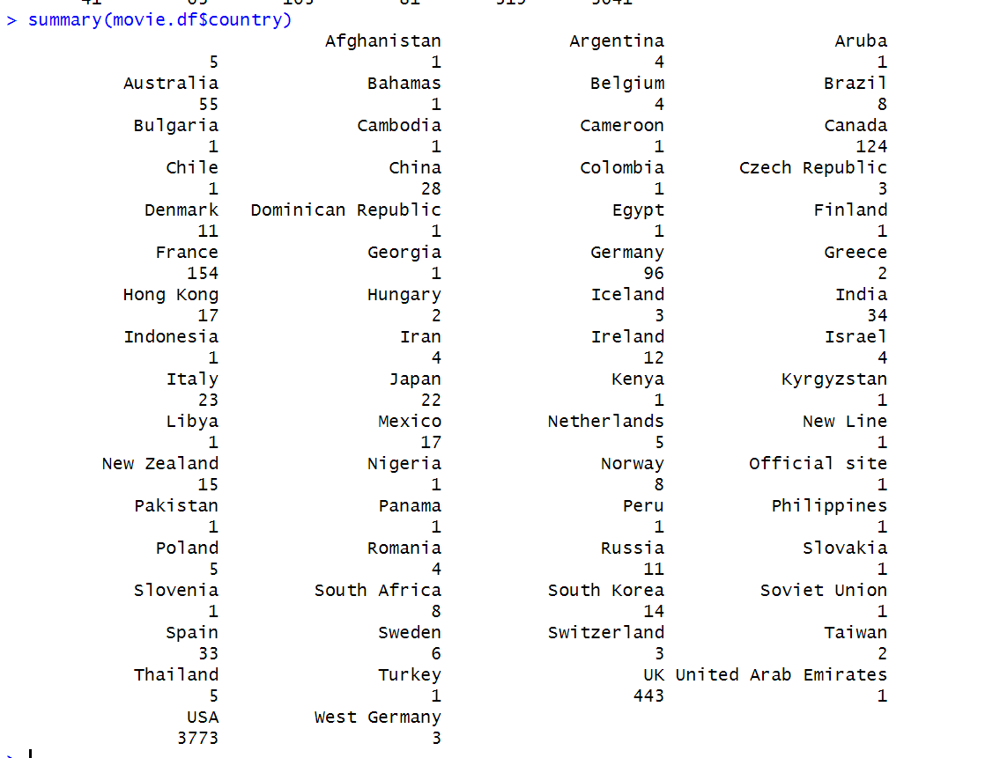 41 63 103 81 319 3041
> summary(movie.df$country)
Afghanistan Argentina Aruba
5 1 4 1
Australia Bahamas Belgium Brazil
55 1 4 8
Bulgaria Cambodia Cameroon Canada
1 1 1 124
Chile China Colombia Czech Republic
1 28 1 3
Denmark Dominican Republic Egypt Finland
11 1 1 1
France Georgia Germany Greece
154 1 96 2
Hong Kong Hungary Iceland India
17 2 3 34
Indonesia Iran Ireland Israel
1 4 12 4
Italy Japan Kenya Kyrgyzstan
23 22 1 1
Libya Mexico Netherlands New Line
1 17 5 1
New Zealand Nigeria Norway Official site
15 1 8 1
Pakistan Panama Peru Philippines
1 1 1 1
Poland Romania Russia Slovakia
5 4 11 1
Slovenia South Africa South Korea Soviet Union
1 8 14 1
Spain Sweden Switzerland Taiwan
33 6 3 2
Thailand Turkey UK United Arab Emirates
5 1 443 1
USA West Germany
3773 3
>